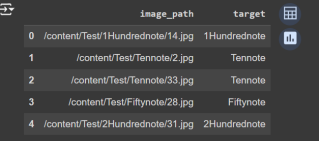 image_path target
0 /content/Test/1Hundrednote/14.jpg 1Hundrednote
1 /content/Test/Tennote/2.jpg Tennote
2 /content/Test/Tennote/33.jpg Tennote
3 /content/Test/Fiftynote/28.jpg Fiftynote
4 /content/Test/2Hundrednote/31.jpg 2Hundrednote